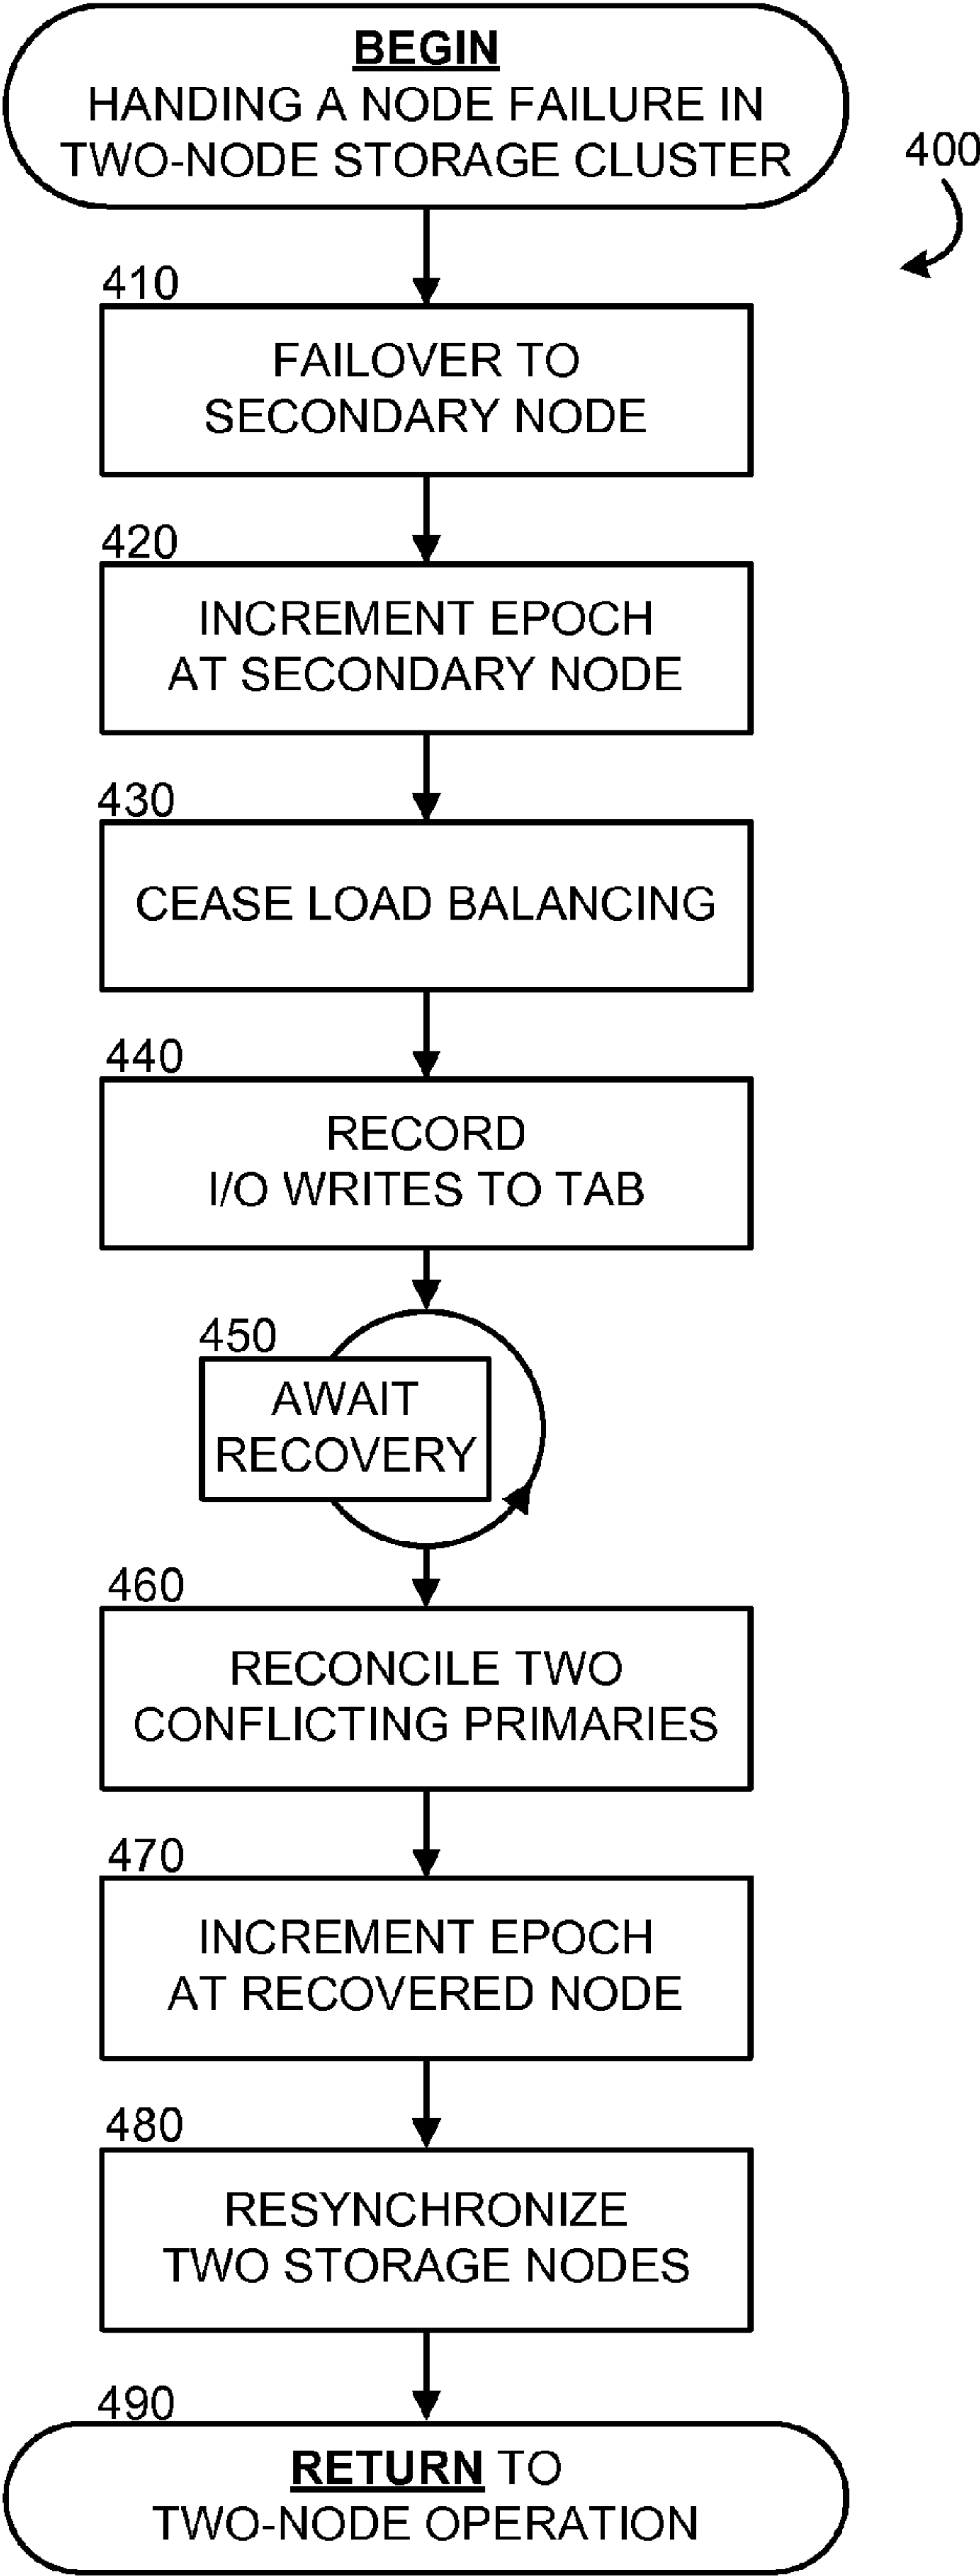 BEGIN
HANDING A NODE FAILURE IN
TWO-NODE STORAGE CLUSTER
400
410
FAILOVER TO
SECONDARY NODE
420
INCREMENT EPOCH
AT SECONDARY NODE
430
CEASE LOAD BALANCING
440
RECORD
I/O WRITES TO TAB
450
AWAIT
RECOVERY
460
RECONCILE TWO
CONFLICTING PRIMARIES
470
INCREMENT EPOCH
AT RECOVERED NODE
480
RESYNCHRONIZE
TWO STORAGE NODES
490
RETURN TO
TWO-NODE OPERATION